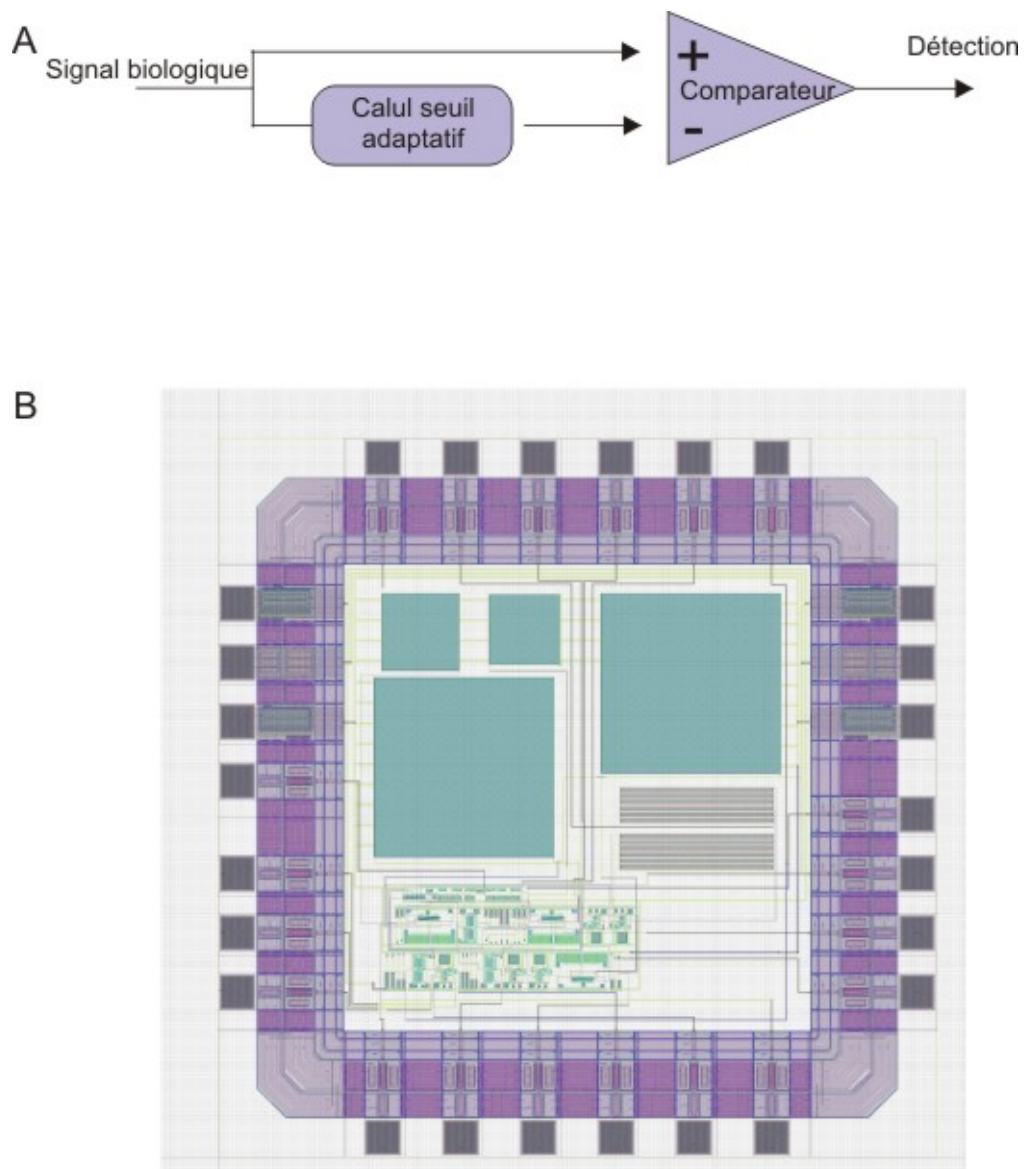 A
Signal biologique
Calul seuil
adaptatif
+
Comparateur
-
Détection
B